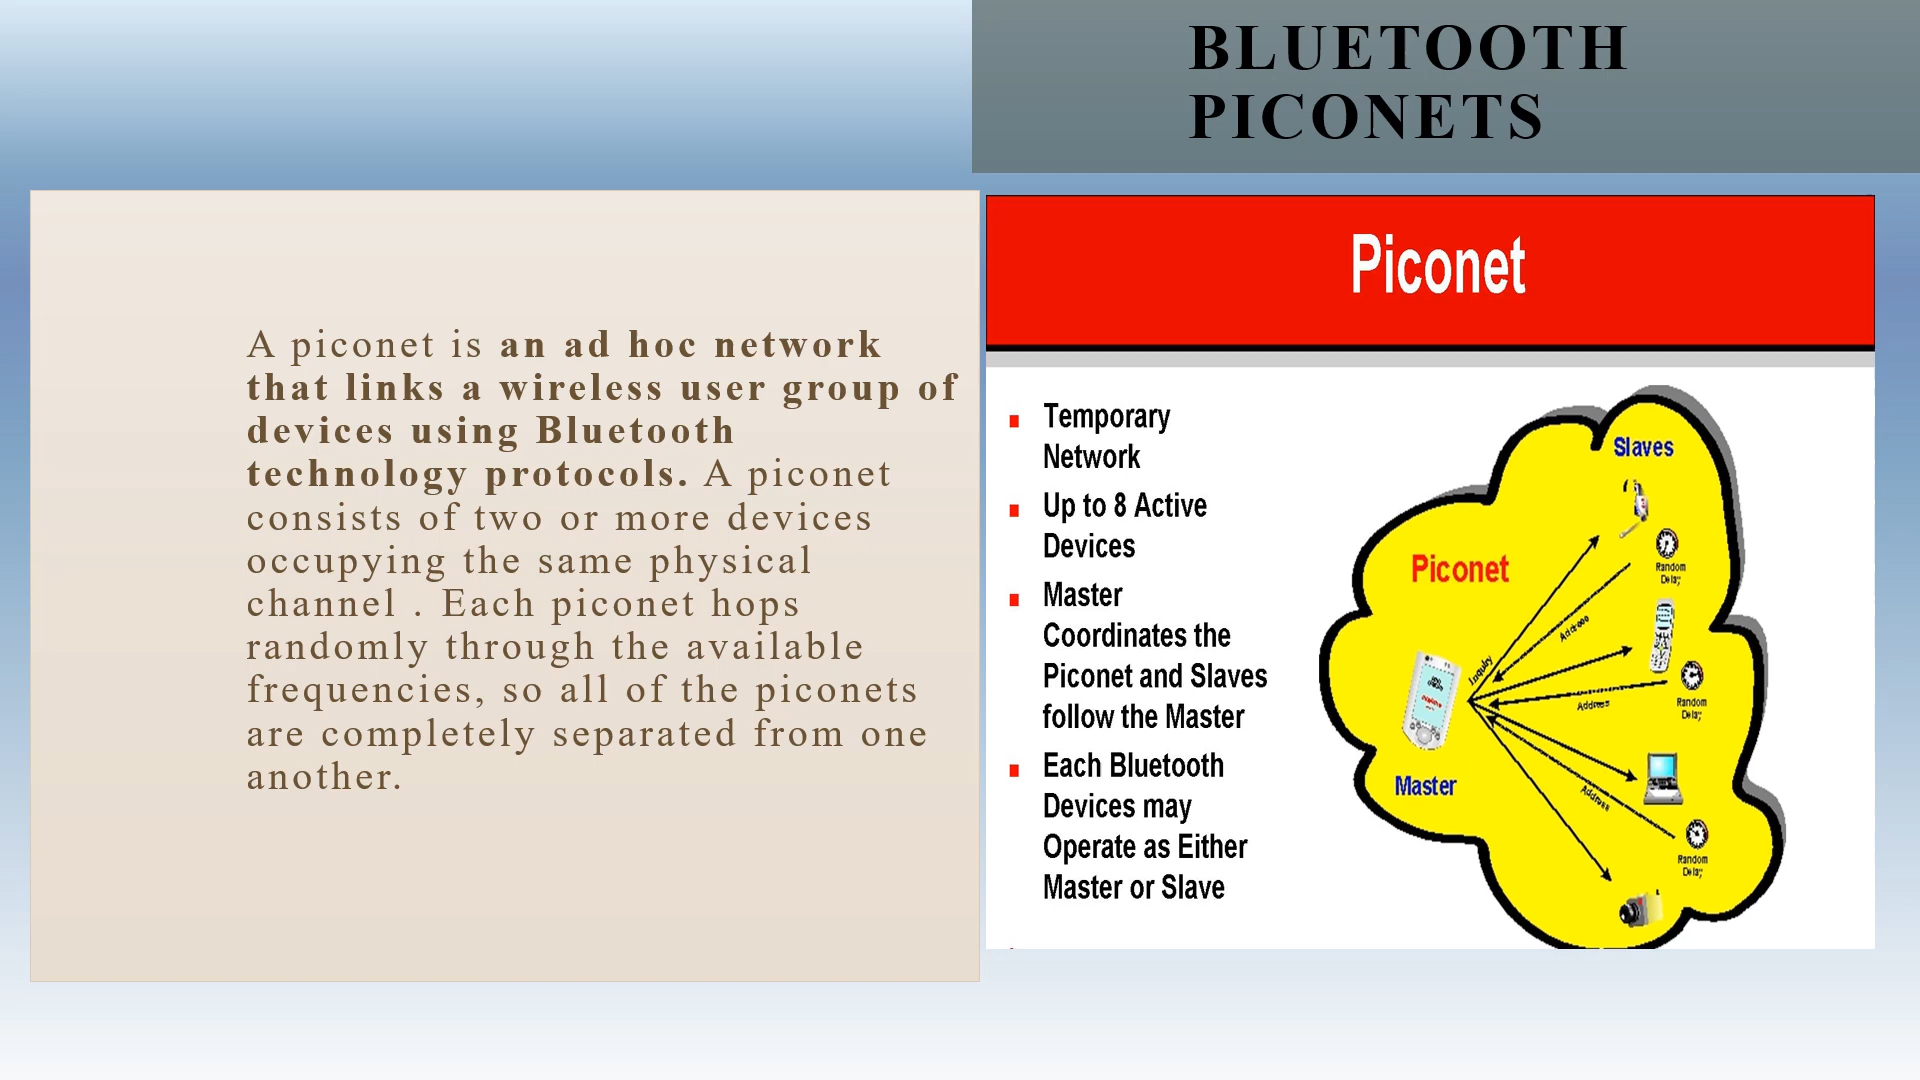 BLUETOOTH
PICONETS
A piconet is an ad hoc network
that links a wireless user group of
devices using Bluetooth
technology protocols. A piconet
consists of two or more devices
occupying the same physical
channel . Each piconet hops
randomly through the available
frequencies, so all of the piconets
are completely separated from one
another.
Piconet
Temporary
Network
Up to 8 Active
Devices
Master
Coordinates the
Piconet and Slaves
follow the Master
Each Bluetooth
Devices may
Operate as Either
Master or Slave
Slaves
Piconet
Random
Delay
Address
Inquiry
Address
Random
Delay
Master
Address
Random
Delay